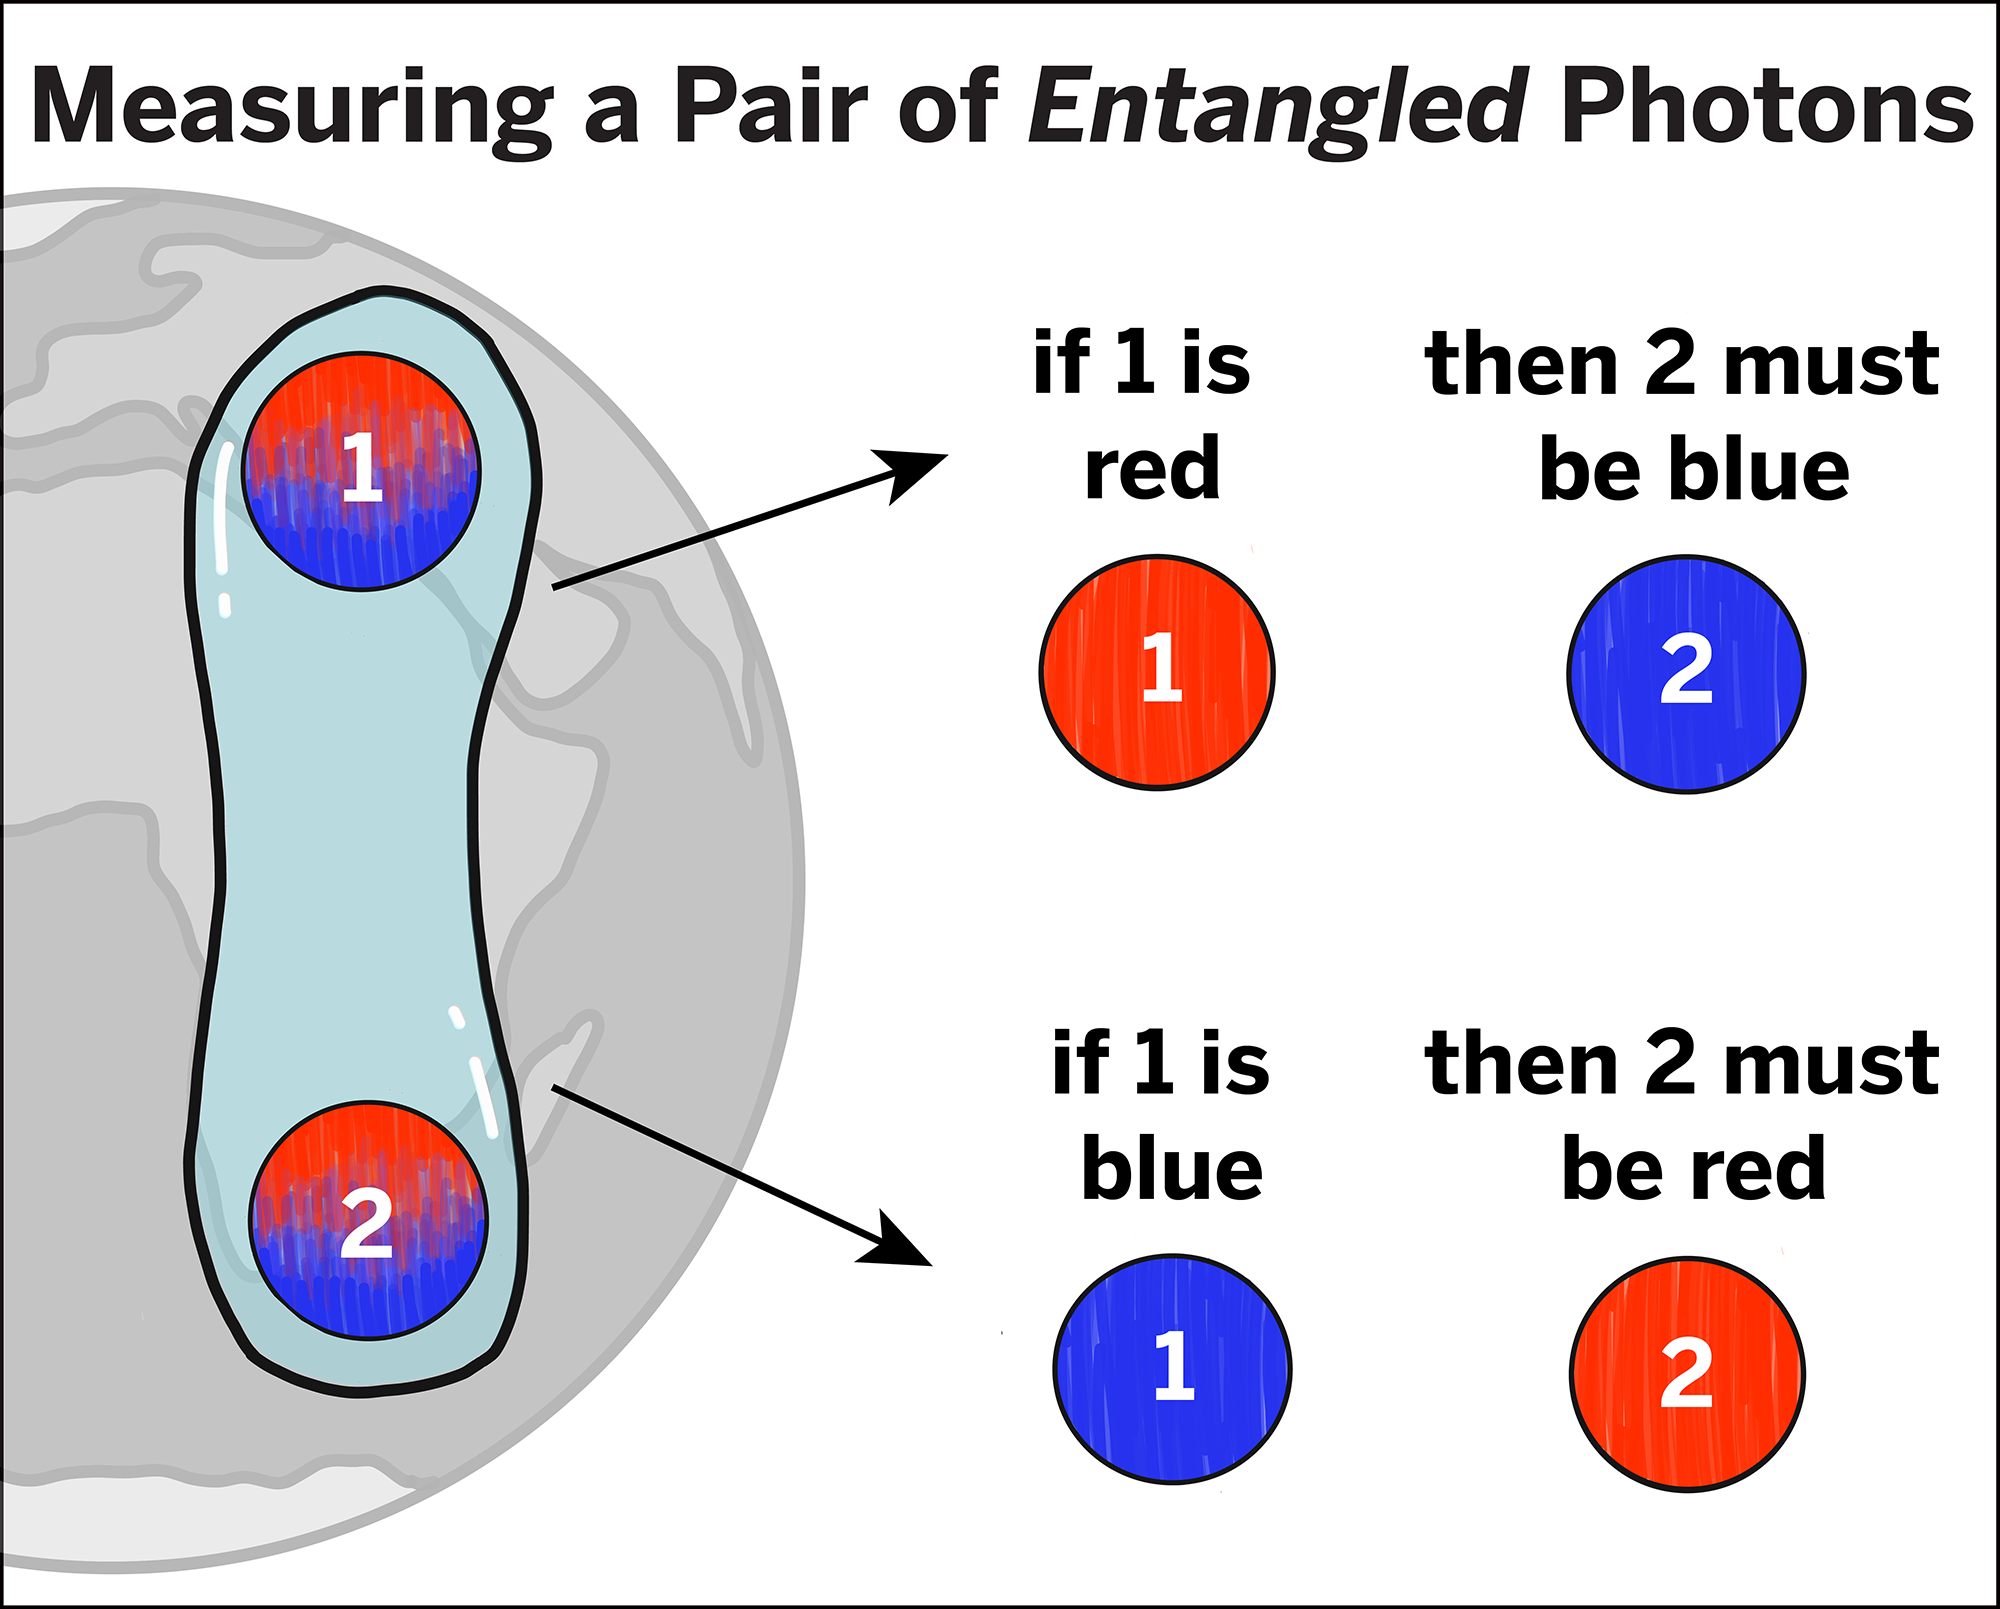 Measuring a Pair of Entangled Photons
1
2
if 1 is
red
then 2 must
be blue
1
2
if 1 is
blue
then 2 must
be red
1
2